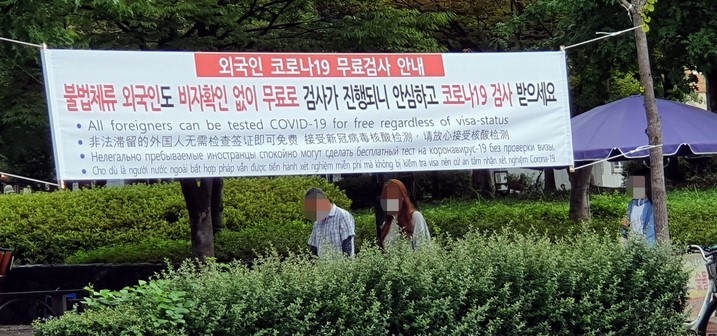 외국인 코로나19 무료검사 안내
불법체류 외국인도 비자확인 없이 무료로 검사가 진행되니 안심하고 코로나19 검사 받으세요
• All foreigners can be tested COVID-19 for free regardless of visa-status
• 非法滞留的外国人无需检查签证即可免费 接受新冠病毒核酸检测, 请放心接受核酸检测
• Нелегально пребываемые иностранцы спокойно могут сделать бесплатный тест на коронавирус-19 без проверки визы.
• Cho dù là người nước ngoài bất hợp pháp vẫn được tiến hành xét nghiệm miễn phí mà không bị kiểm tra visa nên cứ an tâm nhận xét nghiệm Corona-19.